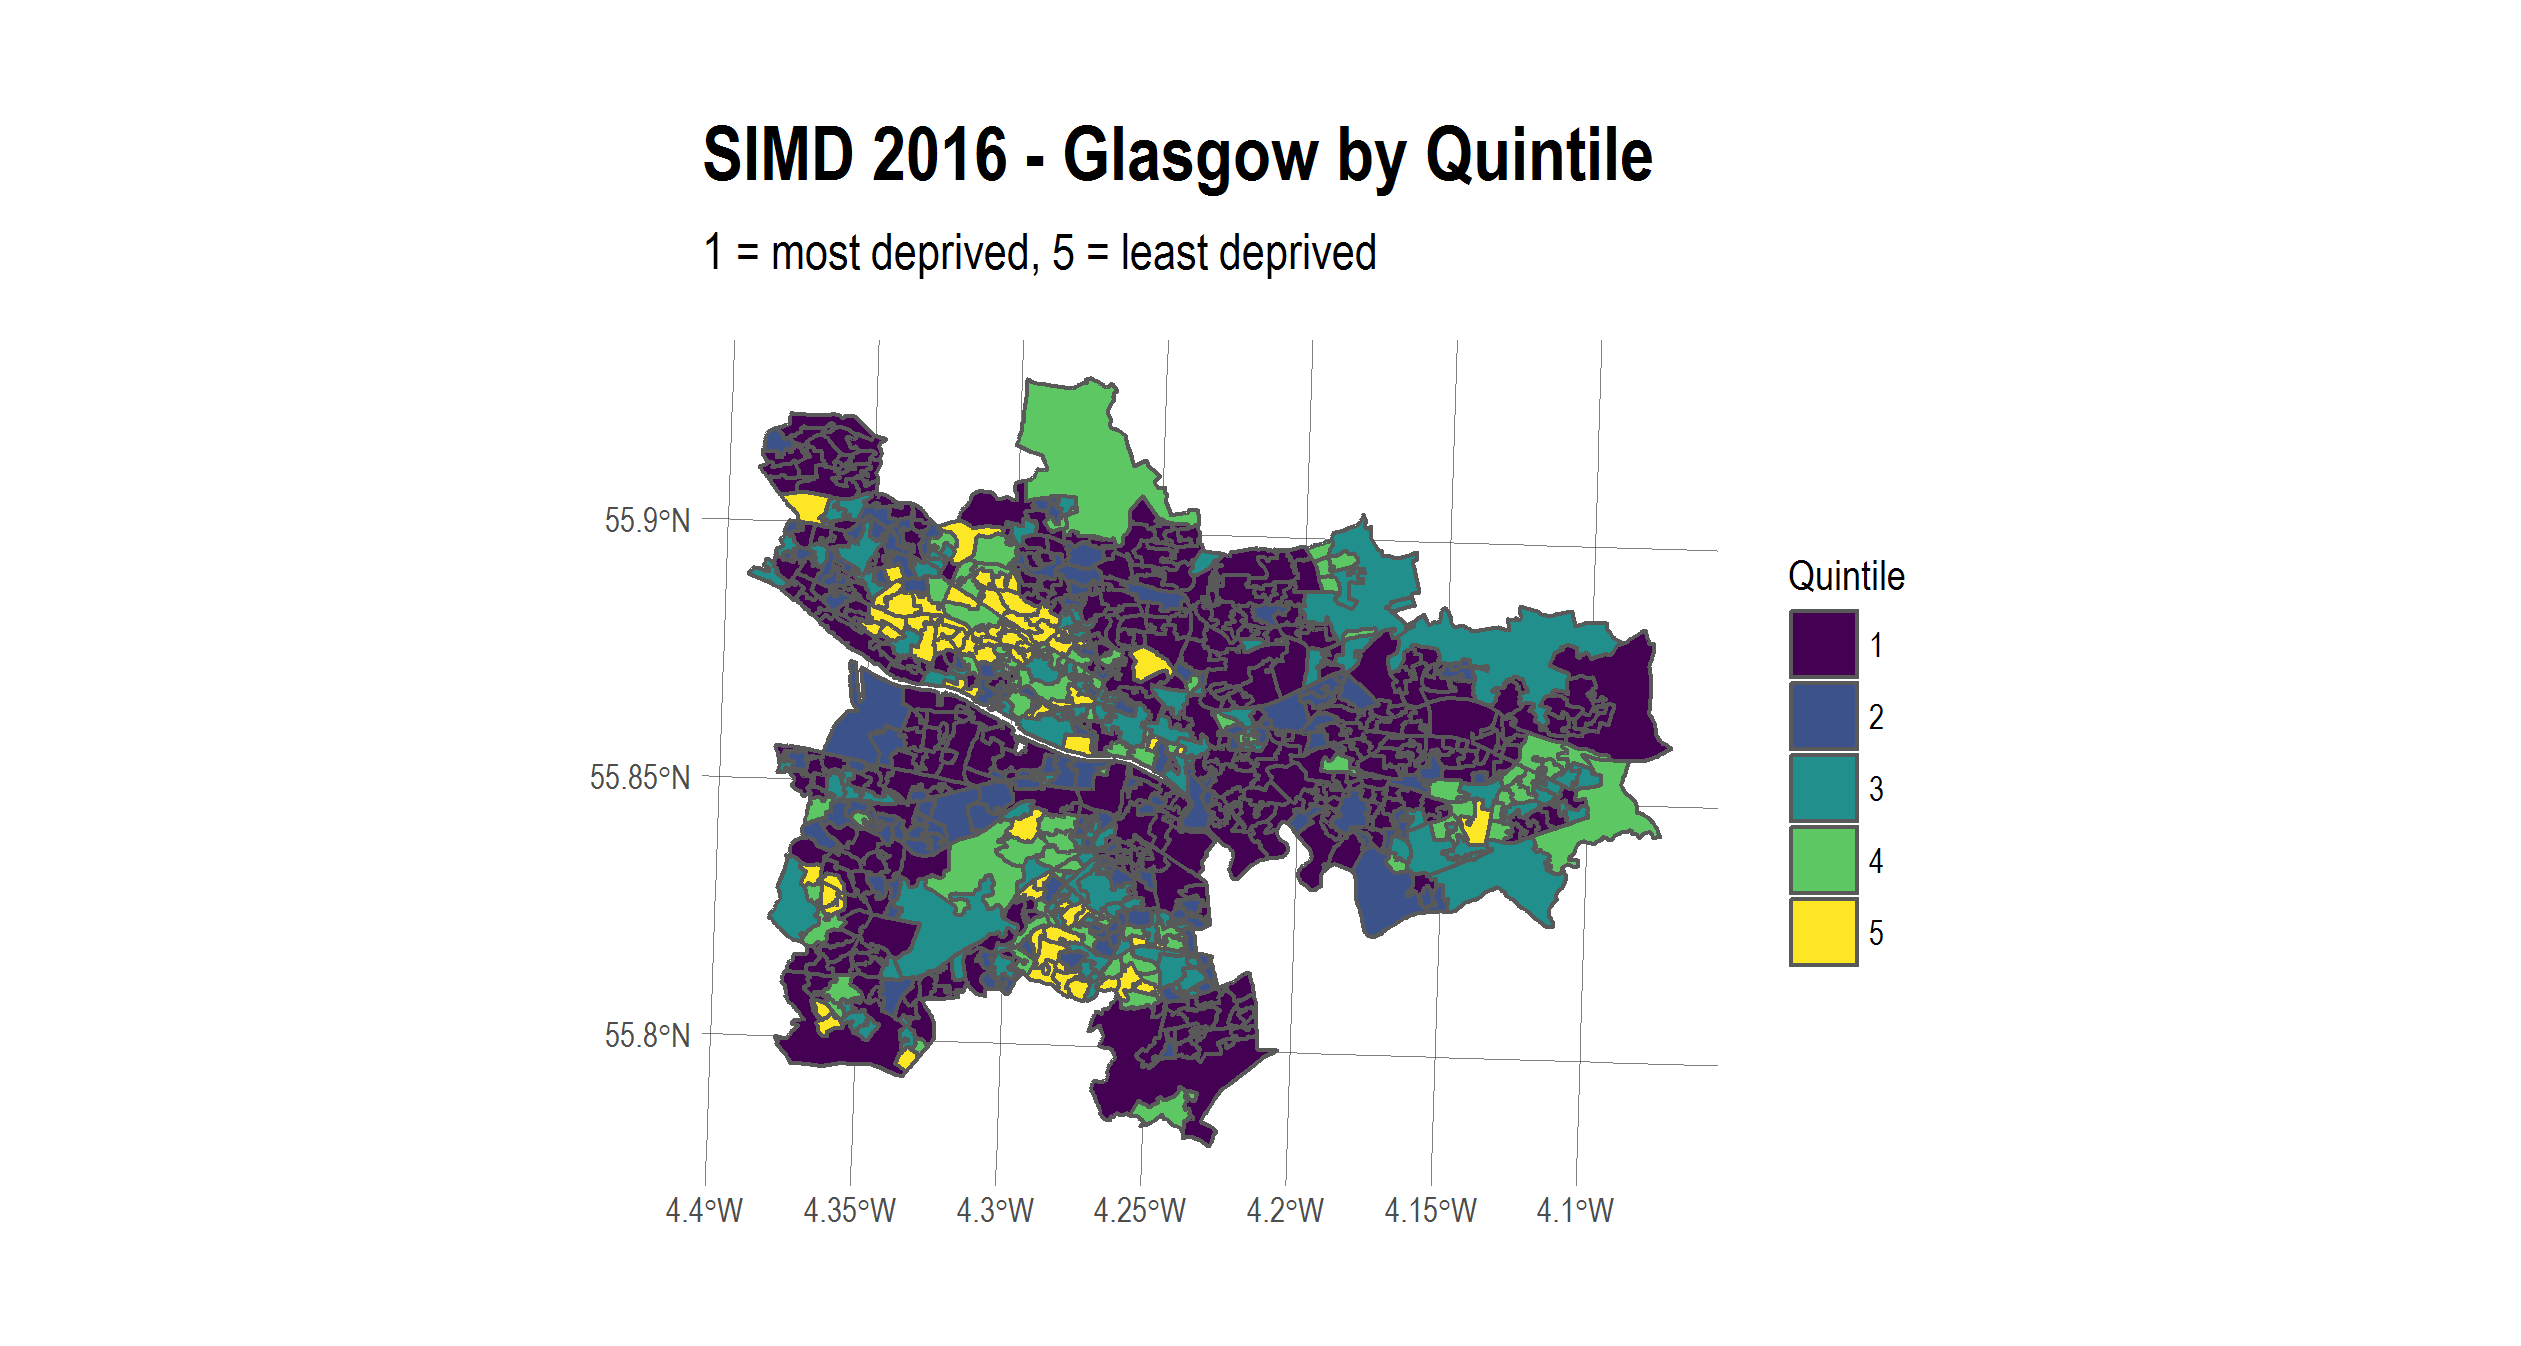 SIMD 2016 - Glasgow by Quintile
1 = most deprived, 5 = least deprived
55.9°N
55.85°N
55.8°N
4.4°W 4.35°W 4.3°W 4.25°W 4.2°W 4.15°W 4.1°W
Quintile
1
2
3
4
5